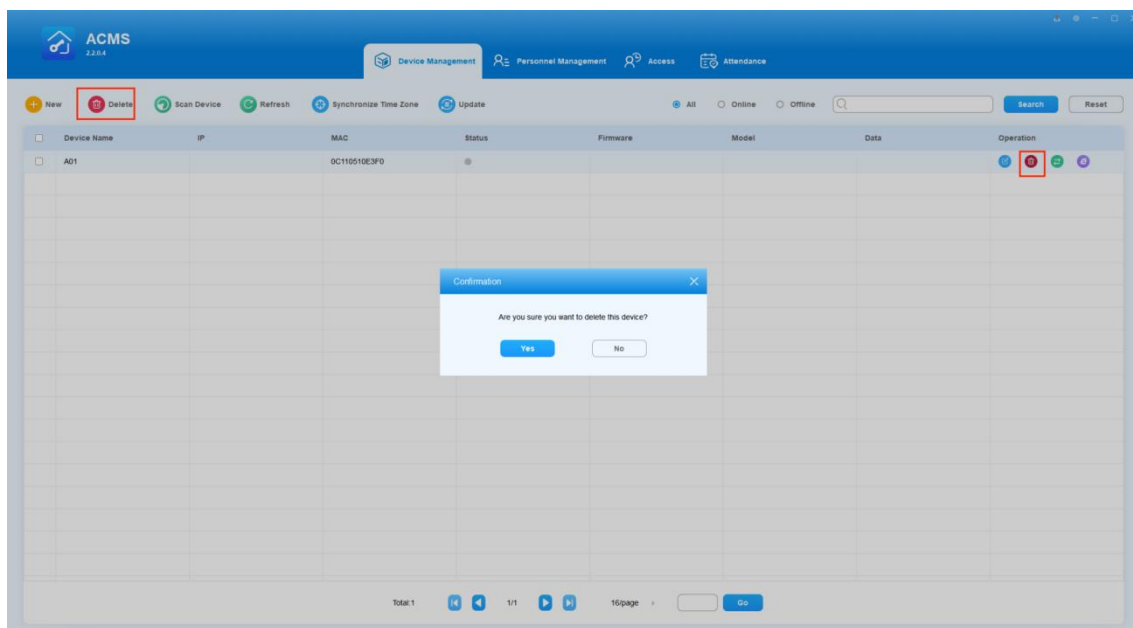 ACMS
2.2.0.4
Device Management Personnel Management Access Attendance
New Delete Scan Device Refresh Synchronize Time Zone Update All Online Offline Search Reset
Device Name IP MAC Status Firmware Model Data Operation
A01 0C110510E3F0
Confirmation
Are you sure you want to delete this device?
Yes No
Total:1 1/1 16/page Go